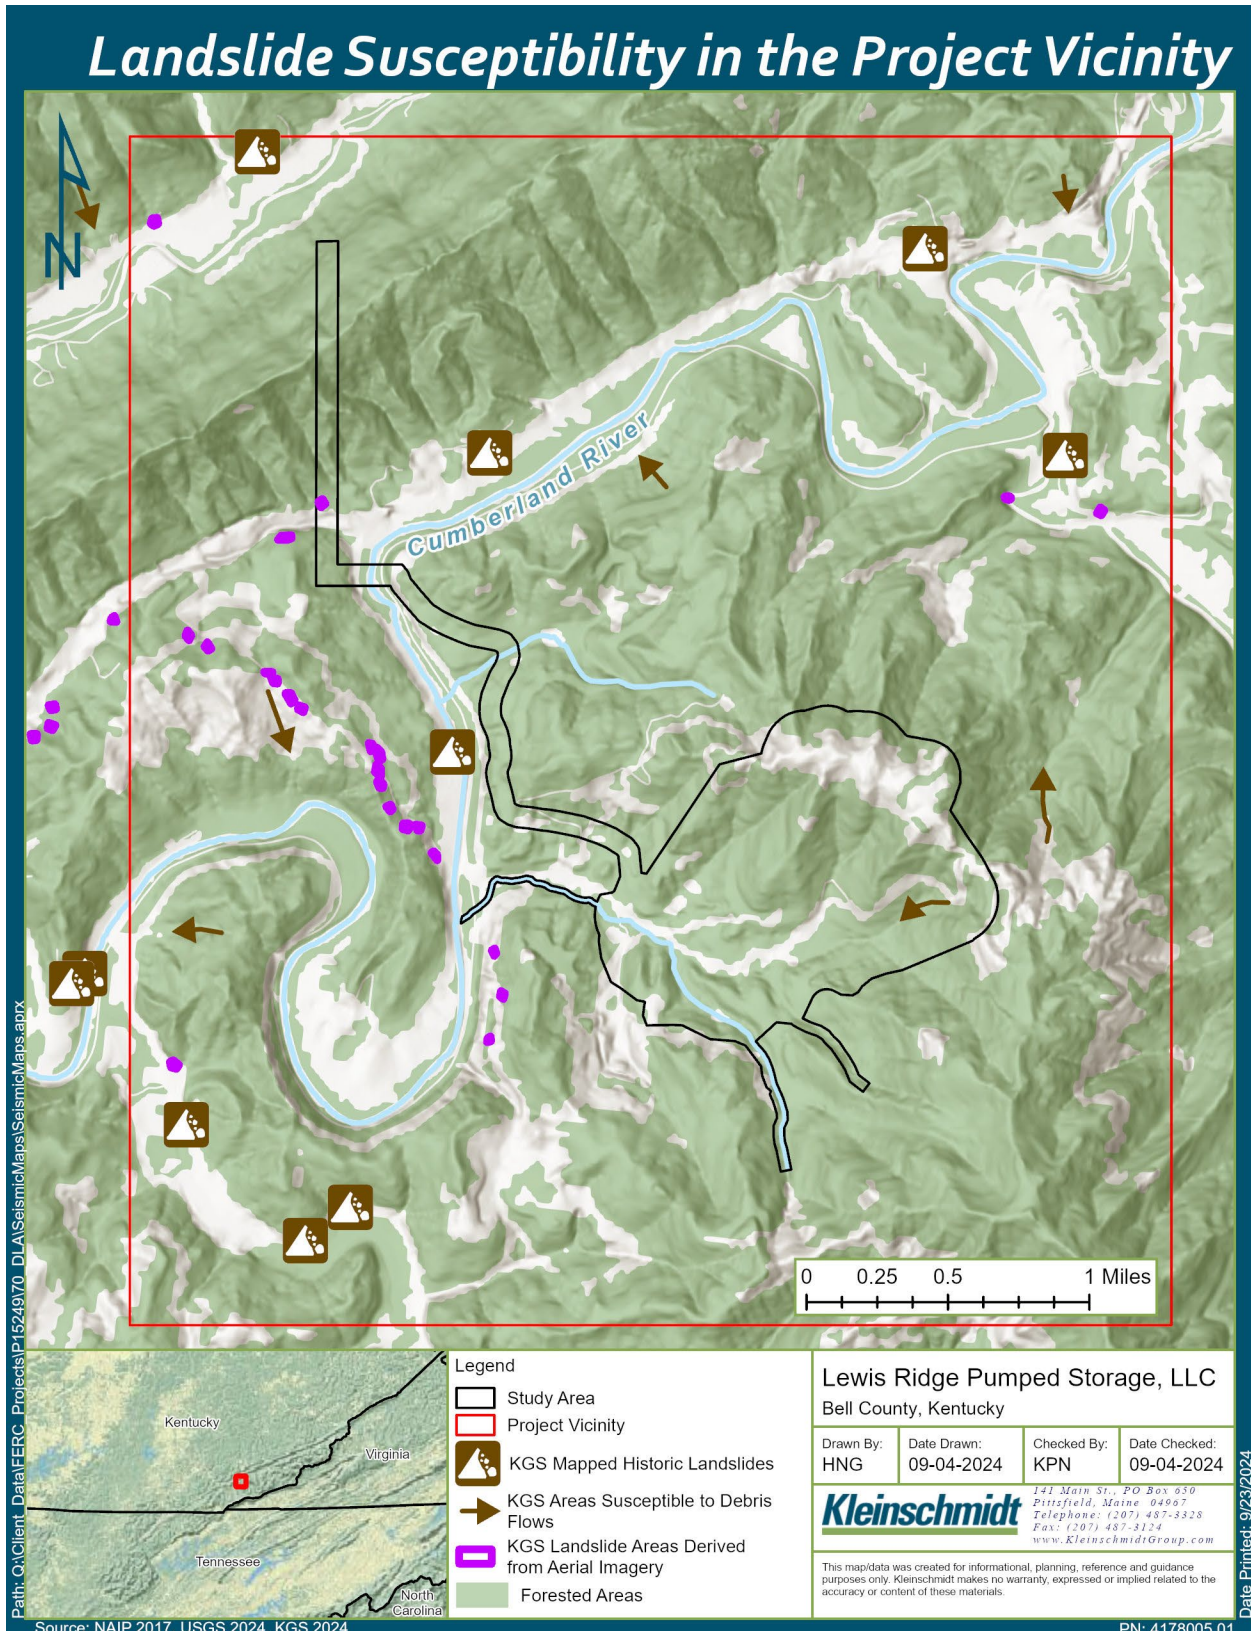 Landslide Susceptibility in the Project Vicinity
N
Cumberland River
0 0.25 0.5 1 Miles
Kentucky
Virginia
Tennessee
North
Carolina
Legend
Study Area
Project Vicinity
KGS Mapped Historic Landslides
KGS Areas Susceptible to Debris
Flows
KGS Landslide Areas Derived
from Aerial Imagery
Forested Areas
Lewis Ridge Pumped Storage, LLC
Bell County, Kentucky
Drawn By:
HNG
Date Drawn:
09-04-2024
Checked By:
KPN
Date Checked:
09-04-2024
Kleinschmidt
141 Main St., PO Box 650
Pittsfield, Maine 04967
Telephone: (207) 487-3328
Fax: (207) 487-3124
www.KleinschmidtGroup.com
This map/data was created for informational, planning, reference and guidance
purposes only. Kleinschmidt makes no warranty, expressed or implied related to the
accuracy or content of these materials.
Path: Q:\Client_Data\FERC_Projects\P15249\70_DLA\SeismicMaps\SeismicMaps.aprx
Date Printed: 9/23/2024
Source: NAIP 2017, USGS 2024, KGS 2024
PN: 4178005.01